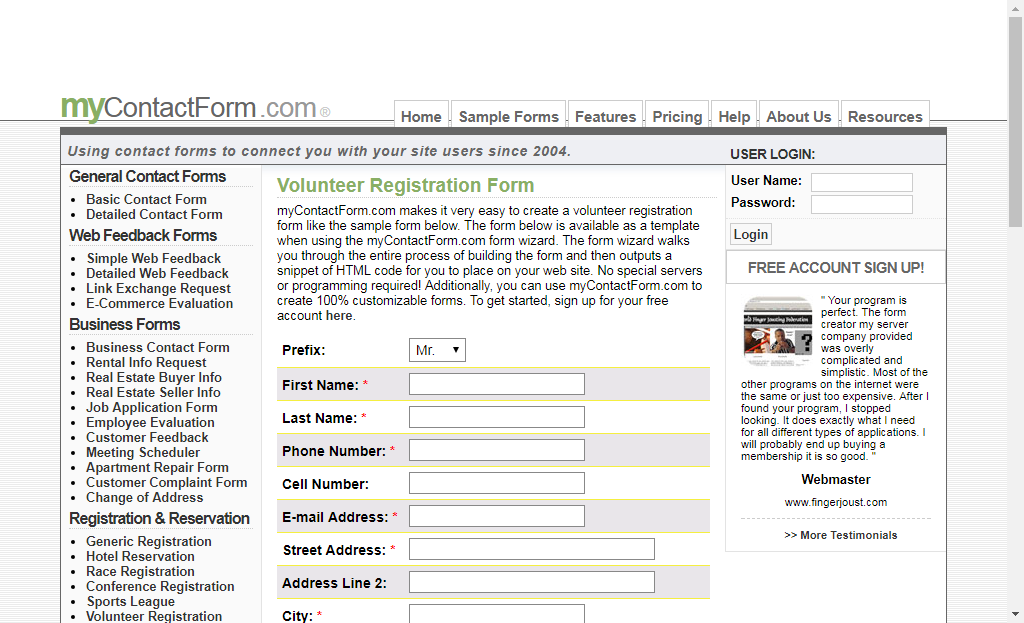 myContactForm.com®
Home
Sample Forms
Features
Pricing
Help
About Us
Resources
Using contact forms to connect you with your site users since 2004.
USER LOGIN:
General Contact Forms
Basic Contact Form
Detailed Contact Form
Web Feedback Forms
Simple Web Feedback
Detailed Web Feedback
Link Exchange Request
E-Commerce Evaluation
Business Forms
Business Contact Form
Rental Info Request
Real Estate Buyer Info
Real Estate Seller Info
Job Application Form
Employee Evaluation
Customer Feedback
Meeting Scheduler
Apartment Repair Form
Customer Complaint Form
Change of Address
Registration & Reservation
Generic Registration
Hotel Reservation
Race Registration
Conference Registration
Sports League
Volunteer Registration
Volunteer Registration Form
myContactForm.com makes it very easy to create a volunteer registration
form like the sample form below. The form below is available as a template
when using the myContactForm.com form wizard. The form wizard walks
you through the entire process of building the form and then outputs a
snippet of HTML code for you to place on your web site. No special servers
or programming required! Additionally, you can use myContactForm.com to
create 100% customizable forms. To get started, sign up for your free
account here.
Prefix: Mr.
First Name: *
Last Name: *
Phone Number: *
Cell Number:
E-mail Address: *
Street Address: *
Address Line 2:
City: *
User Name:
Password:
Login
FREE ACCOUNT SIGN UP!
" Your program is
perfect. The form
creator my server
company provided
was overly
complicated and
simplistic. Most of the
other programs on the internet were
the same or just too expensive. After I
found your program, I stopped
looking. It does exactly what I need
for all different types of applications. I
will probably end up buying a
membership it is so good. "
Webmaster
www.fingerjoust.com
>> More Testimonials